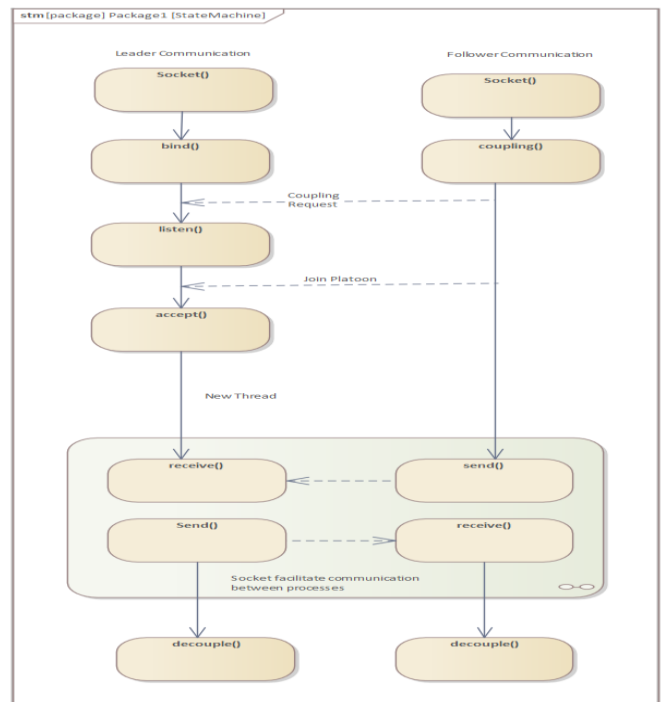 stm [package] Package1 [StateMachine]
Leader Communication
Follower Communication
Socket()
Socket()
bind()
coupling()
Coupling
Request
listen()
Join Platoon
accept()
New Thread
receive()
send()
Send()
receive()
Socket facilitate communication
between processes
decouple()
decouple()